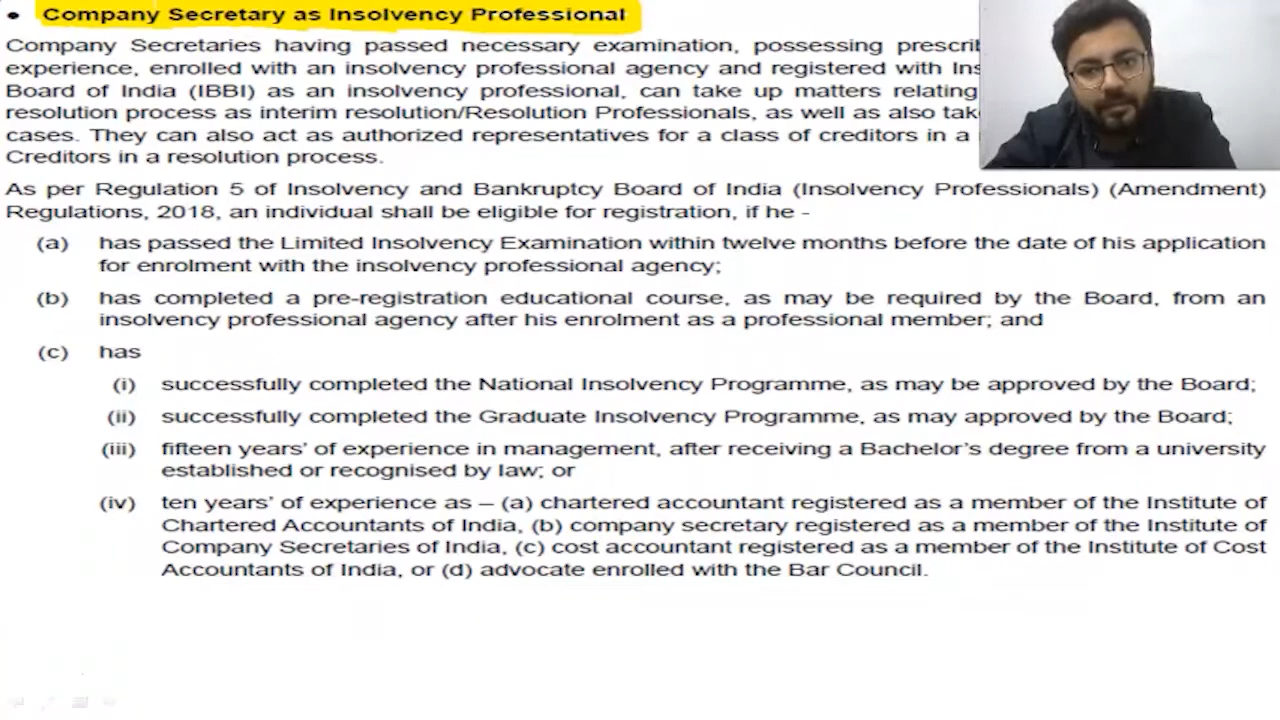 • Company Secretary as Insolvency Professional
Company Secretaries having passed necessary examination, possessing
experience, enrolled with an insolvency professional agency and registered with
Board of India (IBBI) as an insolvency professional, can take up matters relating
resolution process as interim resolution/Resolution Professionals, as well as also
cases. They can also act as authorized representatives for a class of creditors in a
Creditors in a resolution process.
As per Regulation 5 of Insolvency and Bankruptcy Board of India (Insolvency Professionals) (Amendment)
Regulations, 2018, an individual shall be eligible for registration, if he -
(a) has passed the Limited Insolvency Examination within twelve months before the date of his application
for enrolment with the insolvency professional agency;
(b) has completed a pre-registration educational course, as may be required by the Board, from an
insolvency professional agency after his enrolment as a professional member; and
(c) has
(i) successfully completed the National Insolvency Programme, as may be approved by the Board;
(ii) successfully completed the Graduate Insolvency Programme, as may approved by the Board;
(iii) fifteen years' of experience in management, after receiving a Bachelor's degree from a university
established or recognised by law; or
(iv) ten years' of experience as – (a) chartered accountant registered as a member of the Institute of
Chartered Accountants of India, (b) company secretary registered as a member of the Institute of
Company Secretaries of India, (c) cost accountant registered as a member of the Institute of Cost
Accountants of India, or (d) advocate enrolled with the Bar Council.